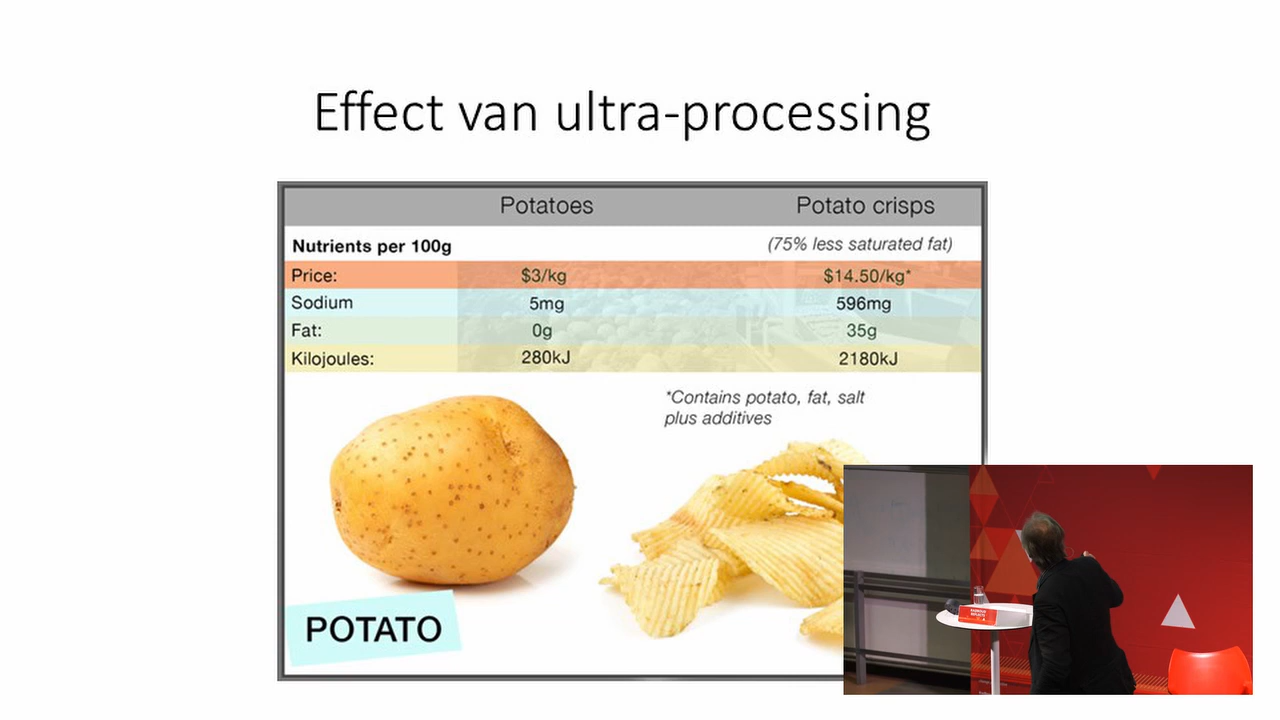 Effect van ultra-processing
Potatoes Potato crisps
Nutrients per 100g (75% less saturated fat)
Price: $3/kg $14.50/kg*
Sodium 5mg 596mg
Fat: 0g 35g
Kilojoules: 280kJ 2180kJ
*Contains potato, fat, salt
plus additives
POTATO